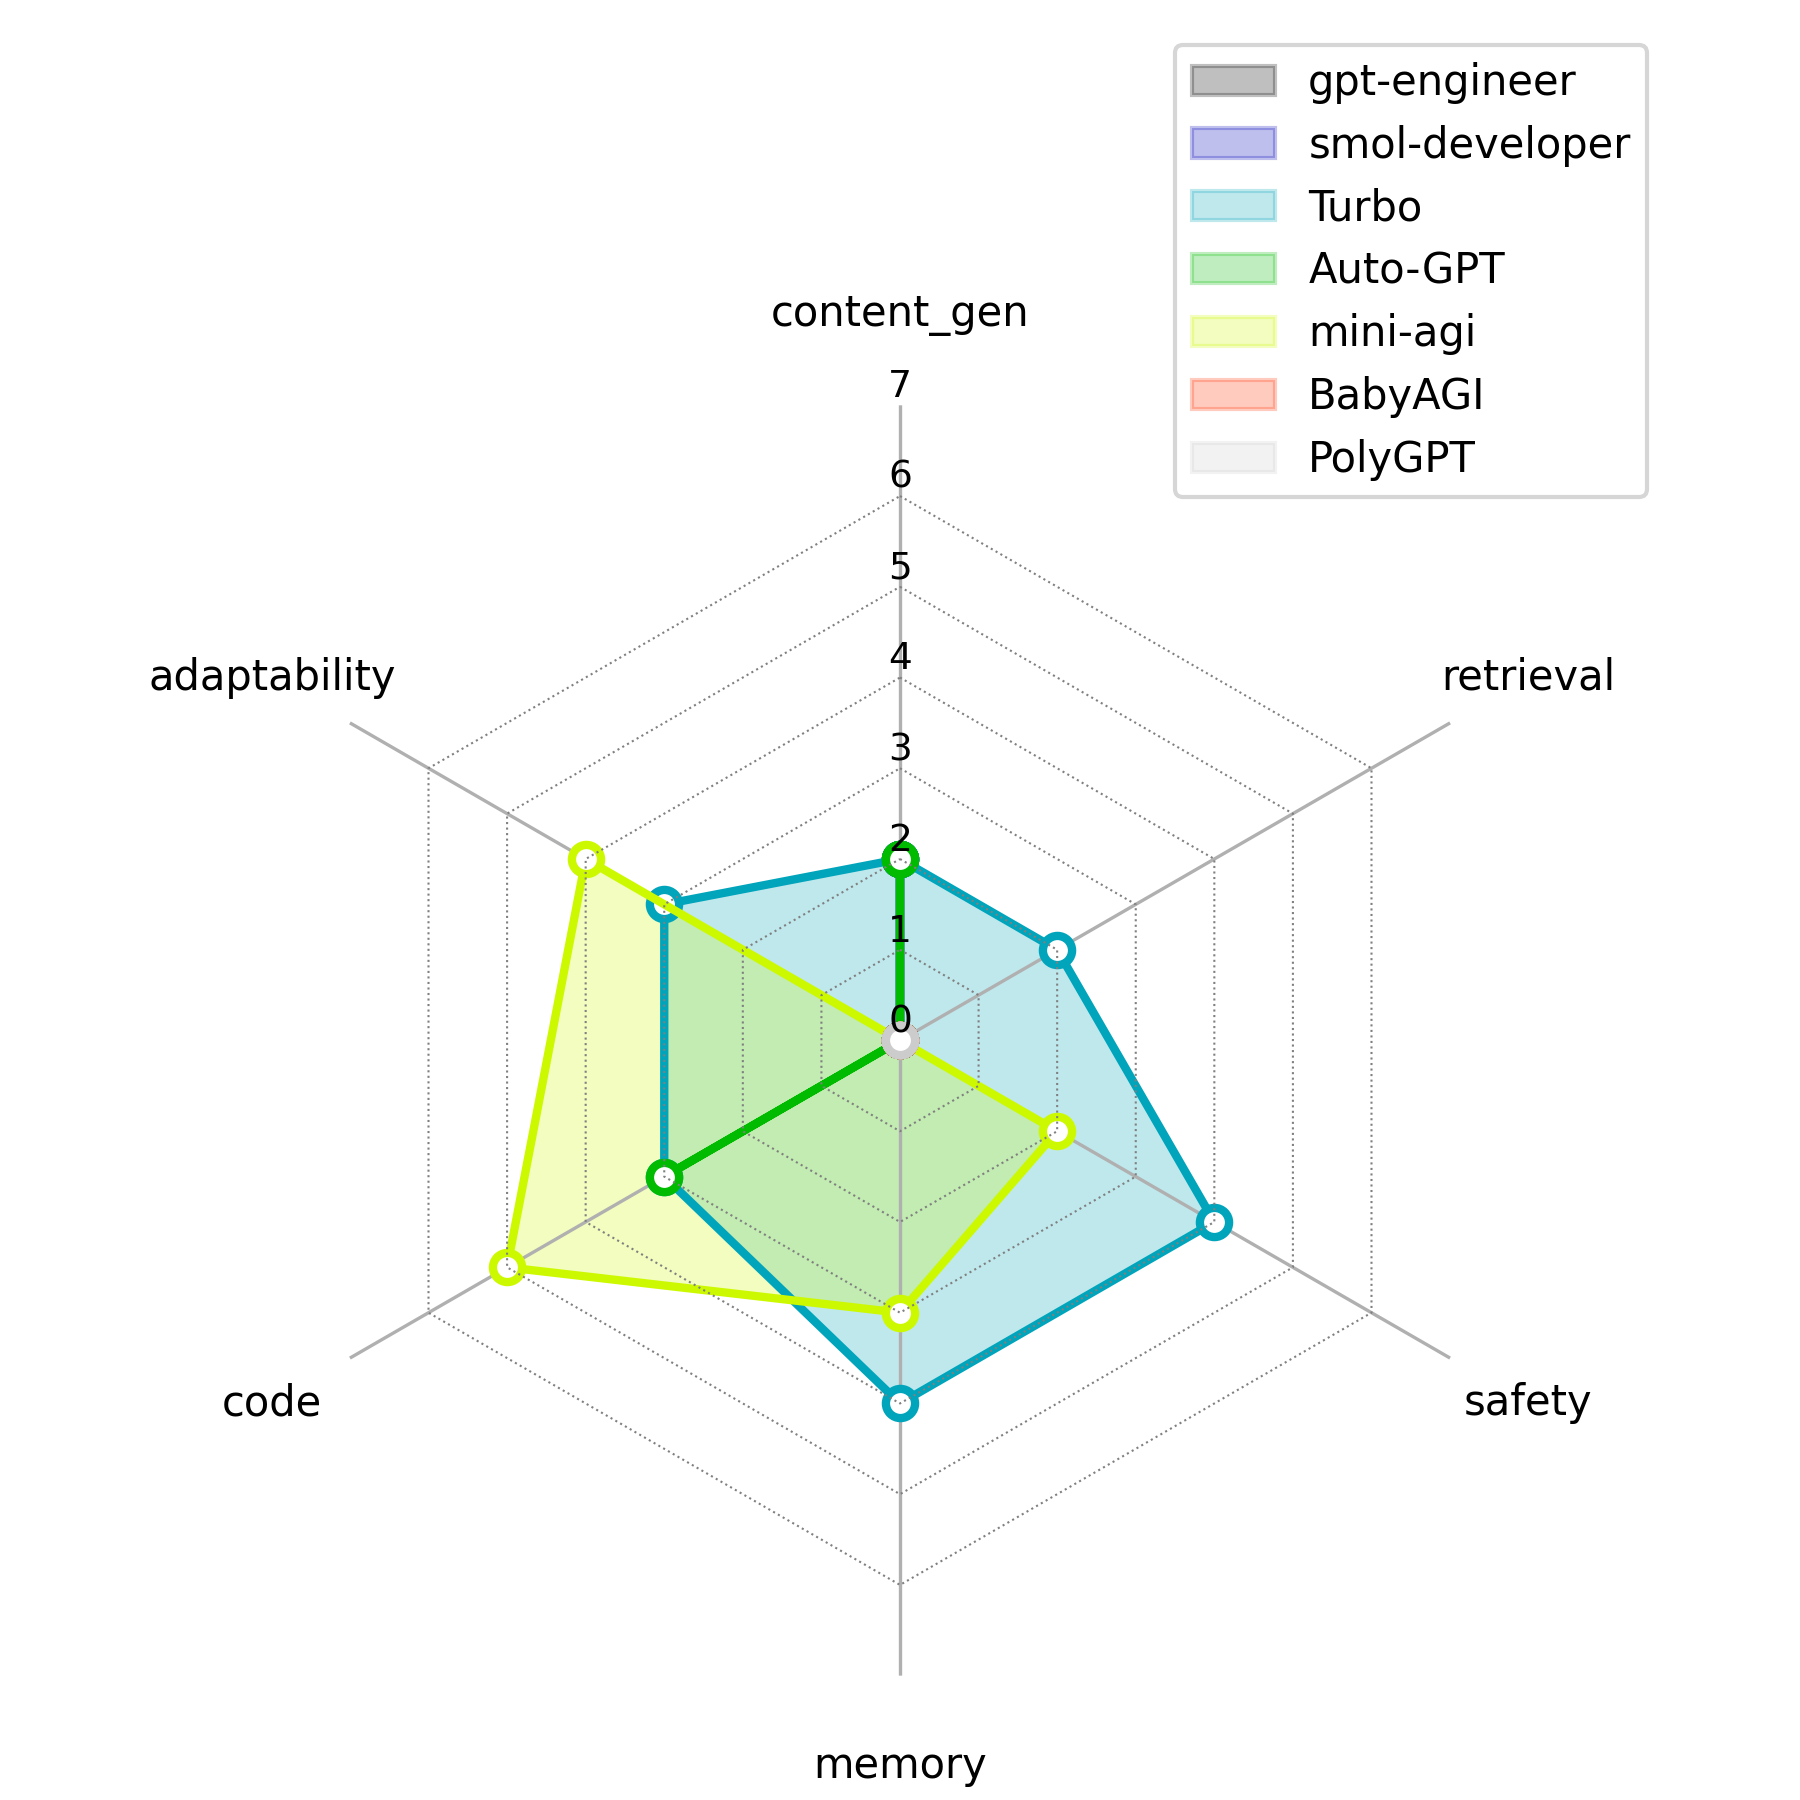 gpt-engineer
smol-developer
Turbo
Auto-GPT
mini-agi
BabyAGI
PolyGPT
content_gen
7
6
5
4
3
2
1
0
adaptability
retrieval
code
safety
memory